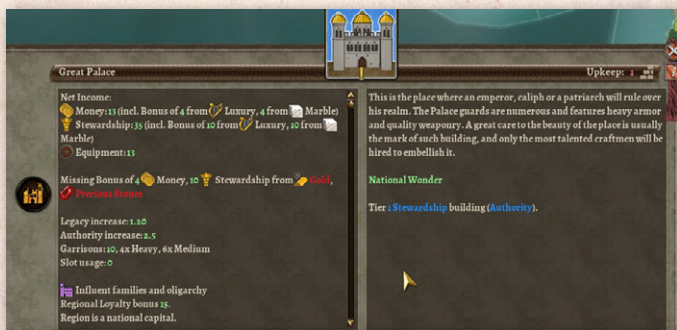 Great Palace
Upkeep: 1
Net Income:
Money: 13 (incl. Bonus of 4 from Luxury, 4 from Marble)
Stewardship: 35 (incl. Bonus of 10 from Luxury, 10 from
Marble)
Equipment: 13
Missing Bonus of 4 Money, 10 Stewardship from Gold,
Precious Stones
Legacy increase: 1.20
Authority increase: 2.5
Garrisons: 10, 4x Heavy, 6x Medium
Slot usage: 0
Influent families and oligarchy
Regional Loyalty bonus 15.
Region is a national capital.
This is the place where an emperor, caliph or a patriarch will rule over
his realm. The Palace guards are numerous and features heavy armor
and quality weapoury. A great care to the beauty of the place is usually
the mark of such building, and only the most talented craftmen will be
hired to embellish it.
National Wonder
Tier 1 Stewardship building (Authority).